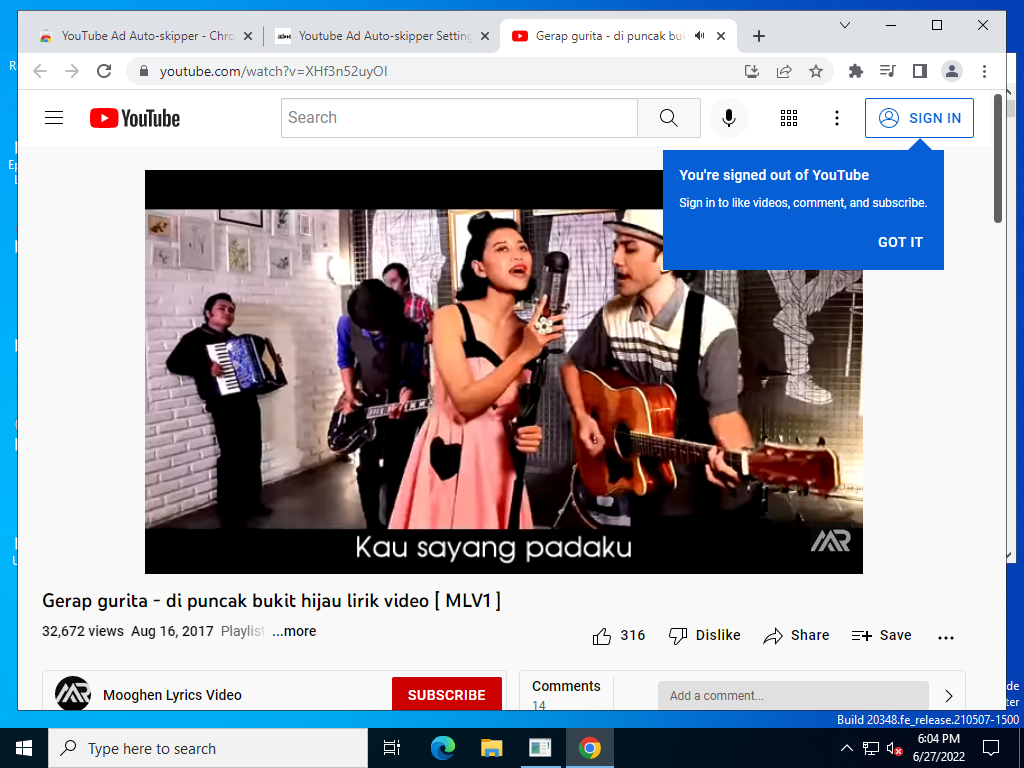 YouTube Ad Auto-skipper - Chro
Youtube Ad Auto-skipper Setting
Gerap gurita - di puncak buk
youtube.com/watch?v=XHf3n52uyOI
YouTube
Search
SIGN IN
You're signed out of YouTube
Sign in to like videos, comment, and subscribe.
GOT IT
Kau sayang padaku
MR
Gerap gurita - di puncak bukit hijau lirik video [ MLV1 ]
32,672 views Aug 16, 2017 Playlist ...more
316 Dislike Share Save
Mooghen Lyrics Video
SUBSCRIBE
Comments
14
Add a comment...
Build 20348.fe_release.210507-1500
Type here to search
6:04 PM
6/27/2022